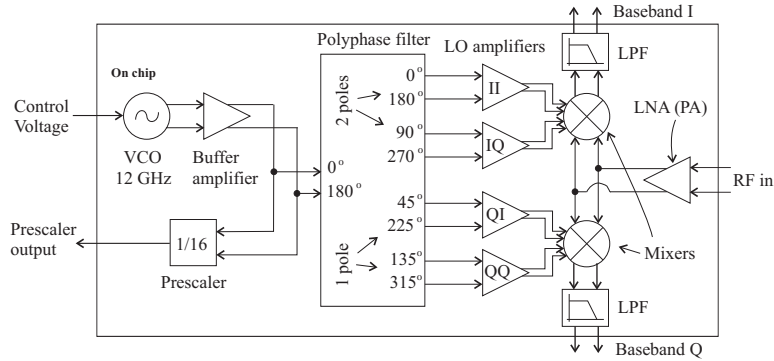 Baseband I
Polyphase filter
LO amplifiers
LPF
On chip
Control
Voltage
VCO
12 GHz
Buffer
amplifier
2 poles
0°
180°
90°
270°
II
IQ
LNA (PA)
RF in
0°
180°
45°
225°
135°
315°
1 pole
QI
QQ
Mixers
Prescaler
output
1/16
Prescaler
LPF
Baseband Q